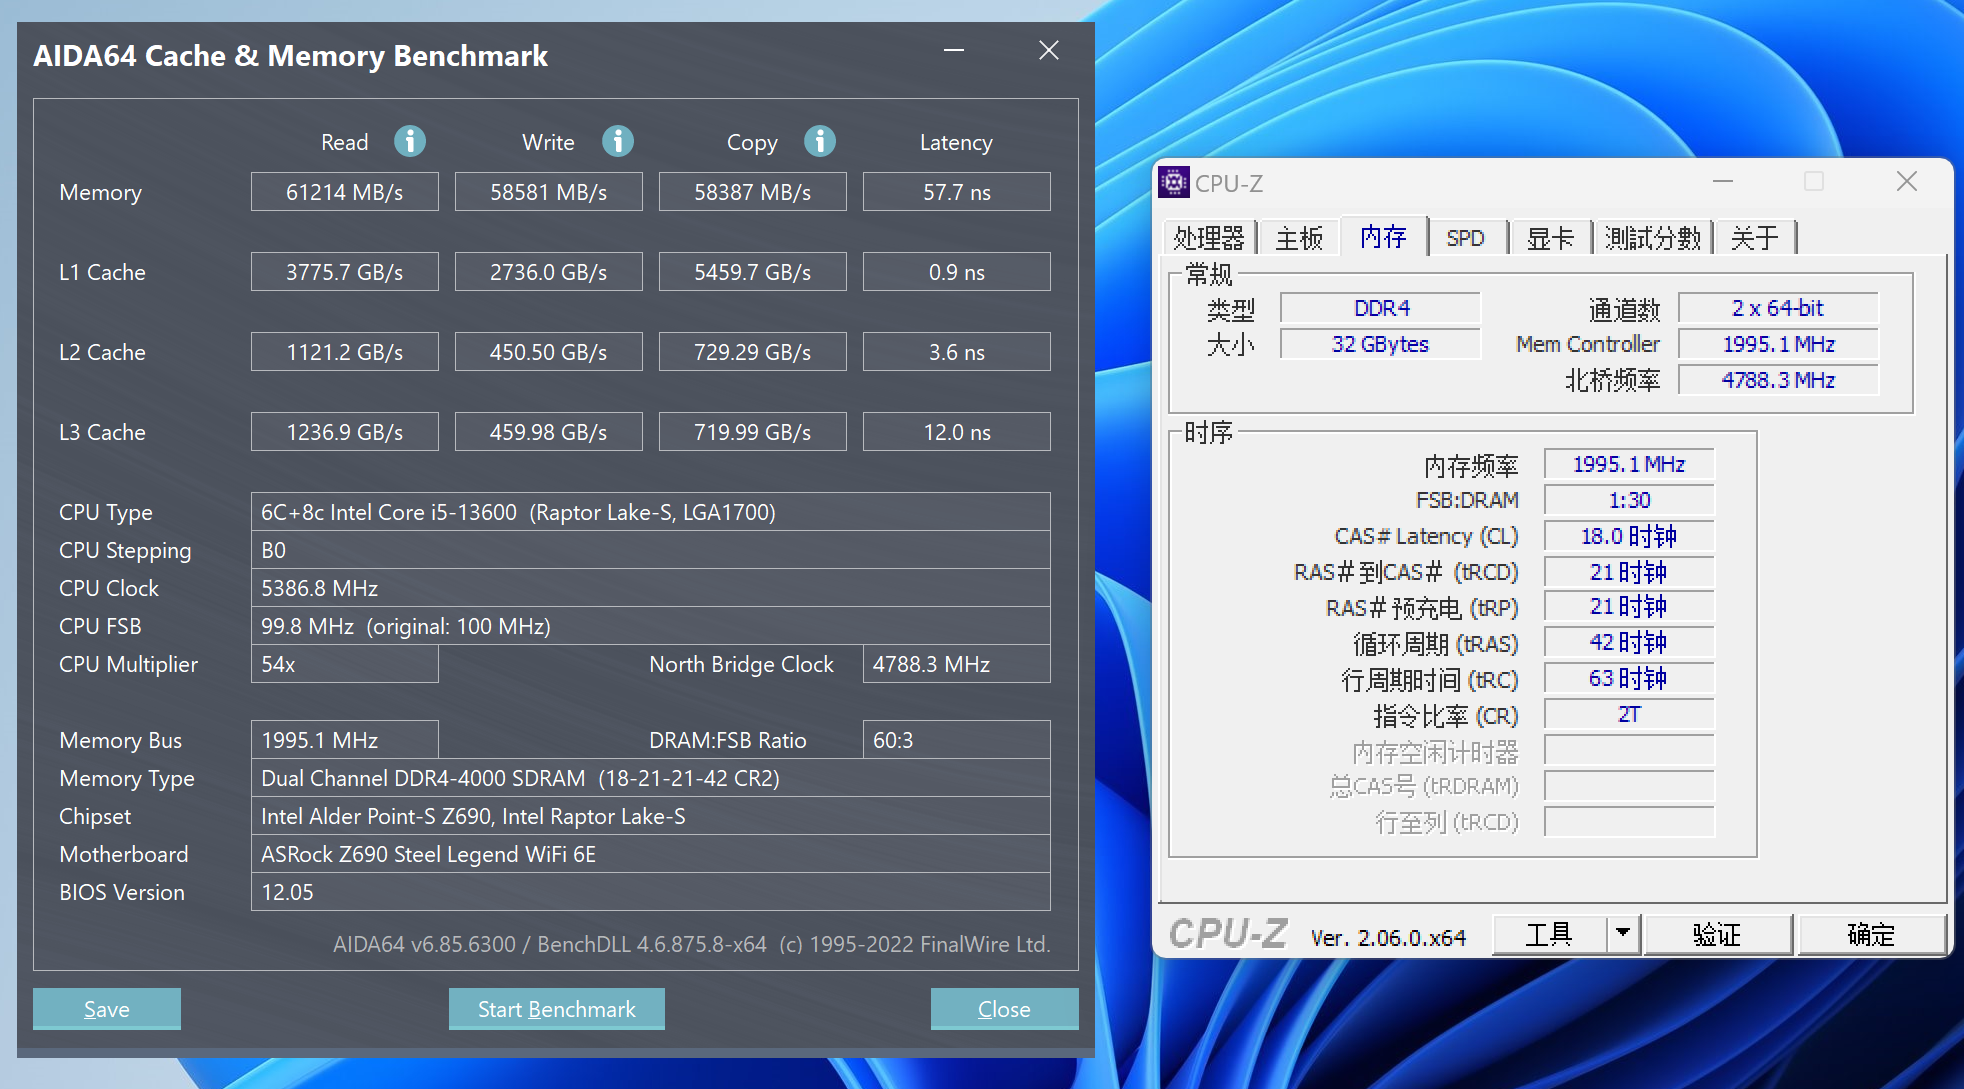 AIDA64 Cache & Memory Benchmark
Read Write Copy Latency
Memory 61214 MB/s 58581 MB/s 58387 MB/s 57.7 ns
L1 Cache 3775.7 GB/s 2736.0 GB/s 5459.7 GB/s 0.9 ns
L2 Cache 1121.2 GB/s 450.50 GB/s 729.29 GB/s 3.6 ns
L3 Cache 1236.9 GB/s 459.98 GB/s 719.99 GB/s 12.0 ns
CPU Type 6C+8c Intel Core i5-13600 (Raptor Lake-S, LGA1700)
CPU Stepping B0
CPU Clock 5386.8 MHz
CPU FSB 99.8 MHz (original: 100 MHz)
CPU Multiplier 54x North Bridge Clock 4788.3 MHz
Memory Bus 1995.1 MHz DRAM:FSB Ratio 60:3
Memory Type Dual Channel DDR4-4000 SDRAM (18-21-21-42 CR2)
Chipset Intel Alder Point-S Z690, Intel Raptor Lake-S
Motherboard ASRock Z690 Steel Legend WiFi 6E
BIOS Version 12.05
AIDA64 v6.85.6300 / BenchDLL 4.6.875.8-x64 (c) 1995-2022 FinalWire Ltd.
Save Start Benchmark Close
CPU-Z
处理器 主板 内存 SPD 显卡 測試分數 关于
常规
类型 DDR4 通道数 2 x 64-bit
大小 32 GBytes Mem Controller 1995.1 MHz
北桥频率 4788.3 MHz
时序
内存频率 1995.1 MHz
FSB:DRAM 1:30
CAS# Latency (CL) 18.0 时钟
RAS#到CAS# (tRCD) 21 时钟
RAS#预充电 (tRP) 21 时钟
循环周期 (tRAS) 42 时钟
行周期时间 (tRC) 63 时钟
指令比率 (CR) 2T
内存空闲计时器
总CAS号 (tRDRAM)
行至列 (tRCD)
CPU-Z Ver. 2.06.0.x64 工具 验证 确定